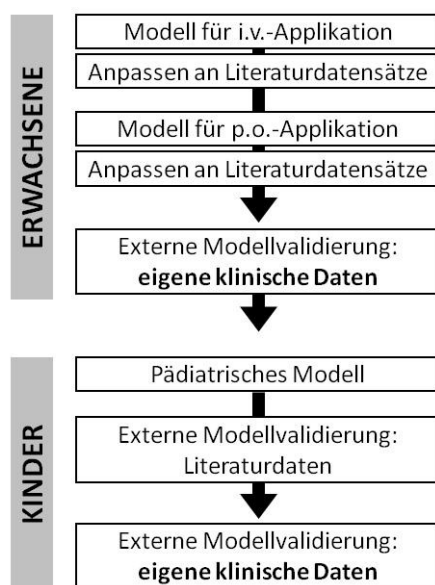 ERWACHSENE
Modell für i.v.-Applikation
Anpassen an Literaturdatensätze
Modell für p.o.-Applikation
Anpassen an Literaturdatensätze
Externe Modellvalidierung:
eigene klinische Daten
KINDER
Pädiatrisches Modell
Externe Modellvalidierung:
Literaturdaten
Externe Modellvalidierung:
eigene klinische Daten